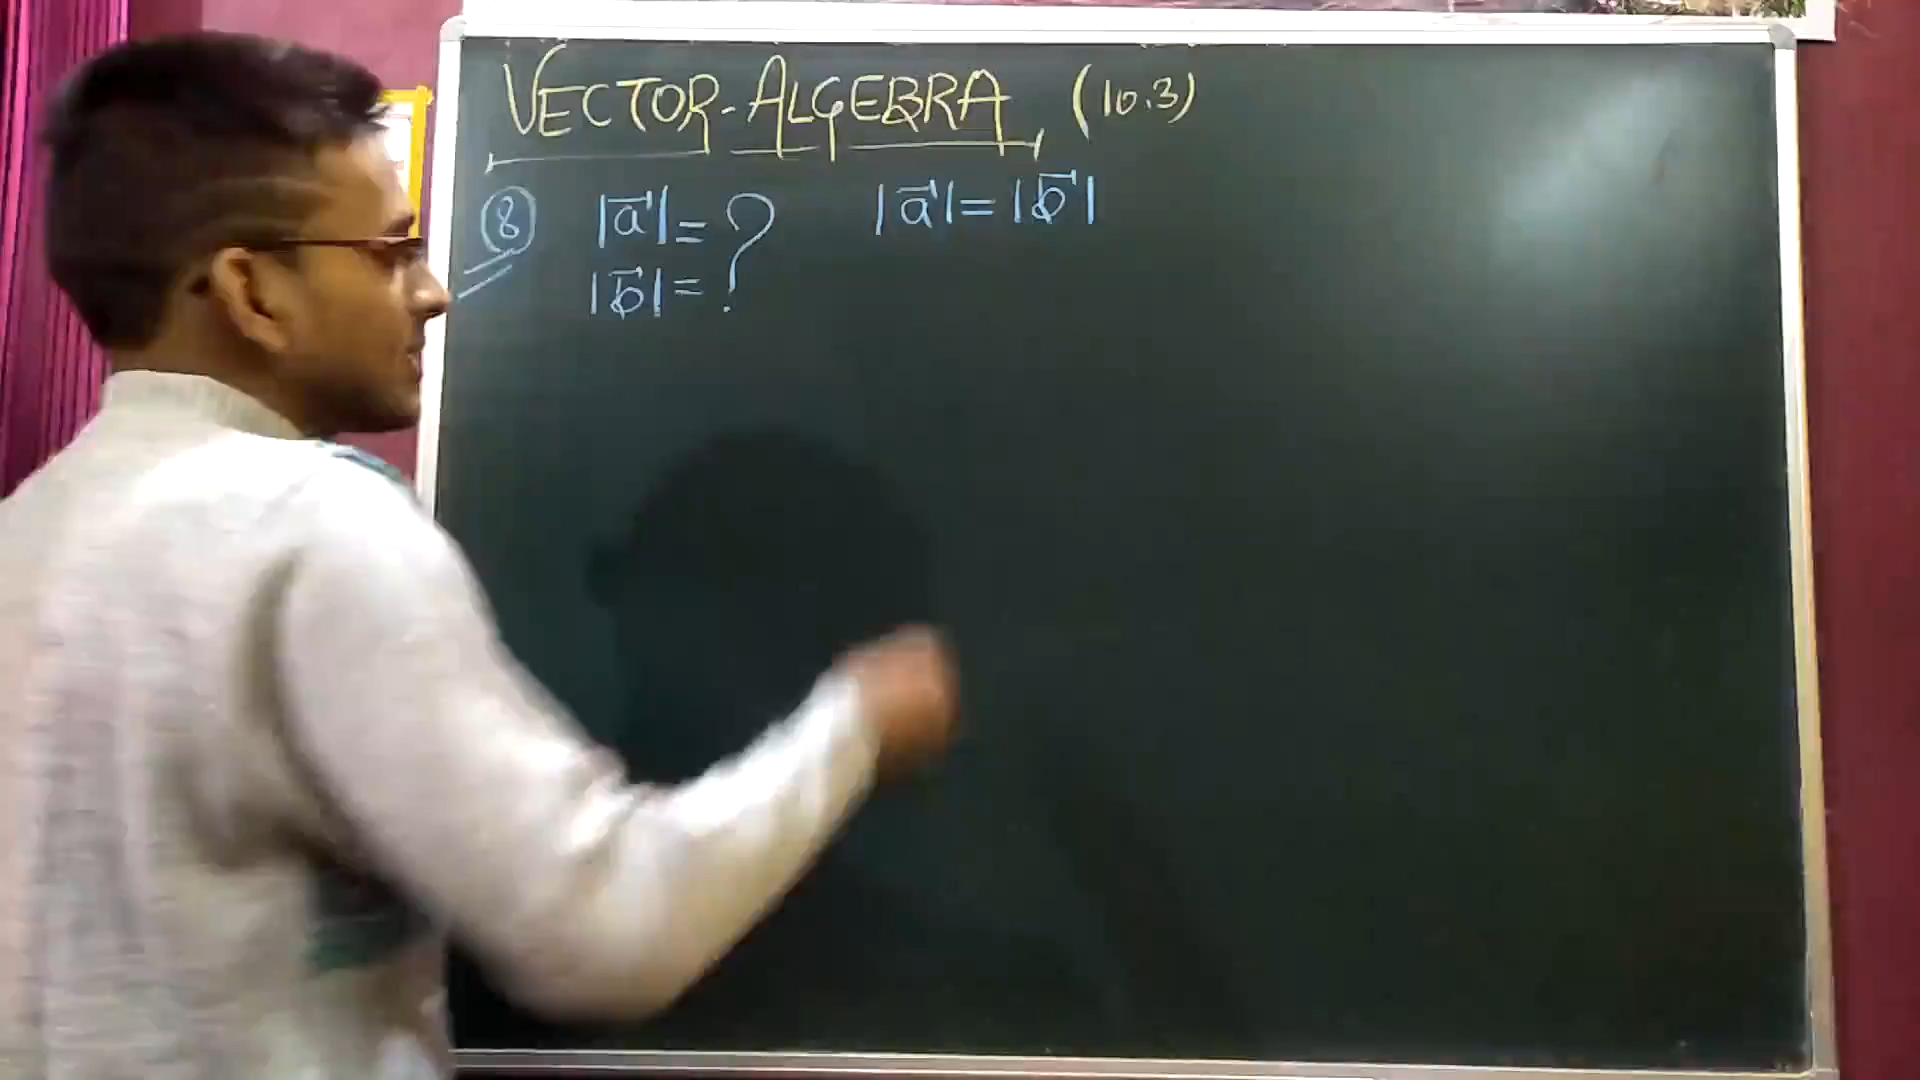 VECTOR-ALGEBRA (10.3)
⑧ |a⃗| = ? |a⃗| = |b⃗|
|b⃗| =